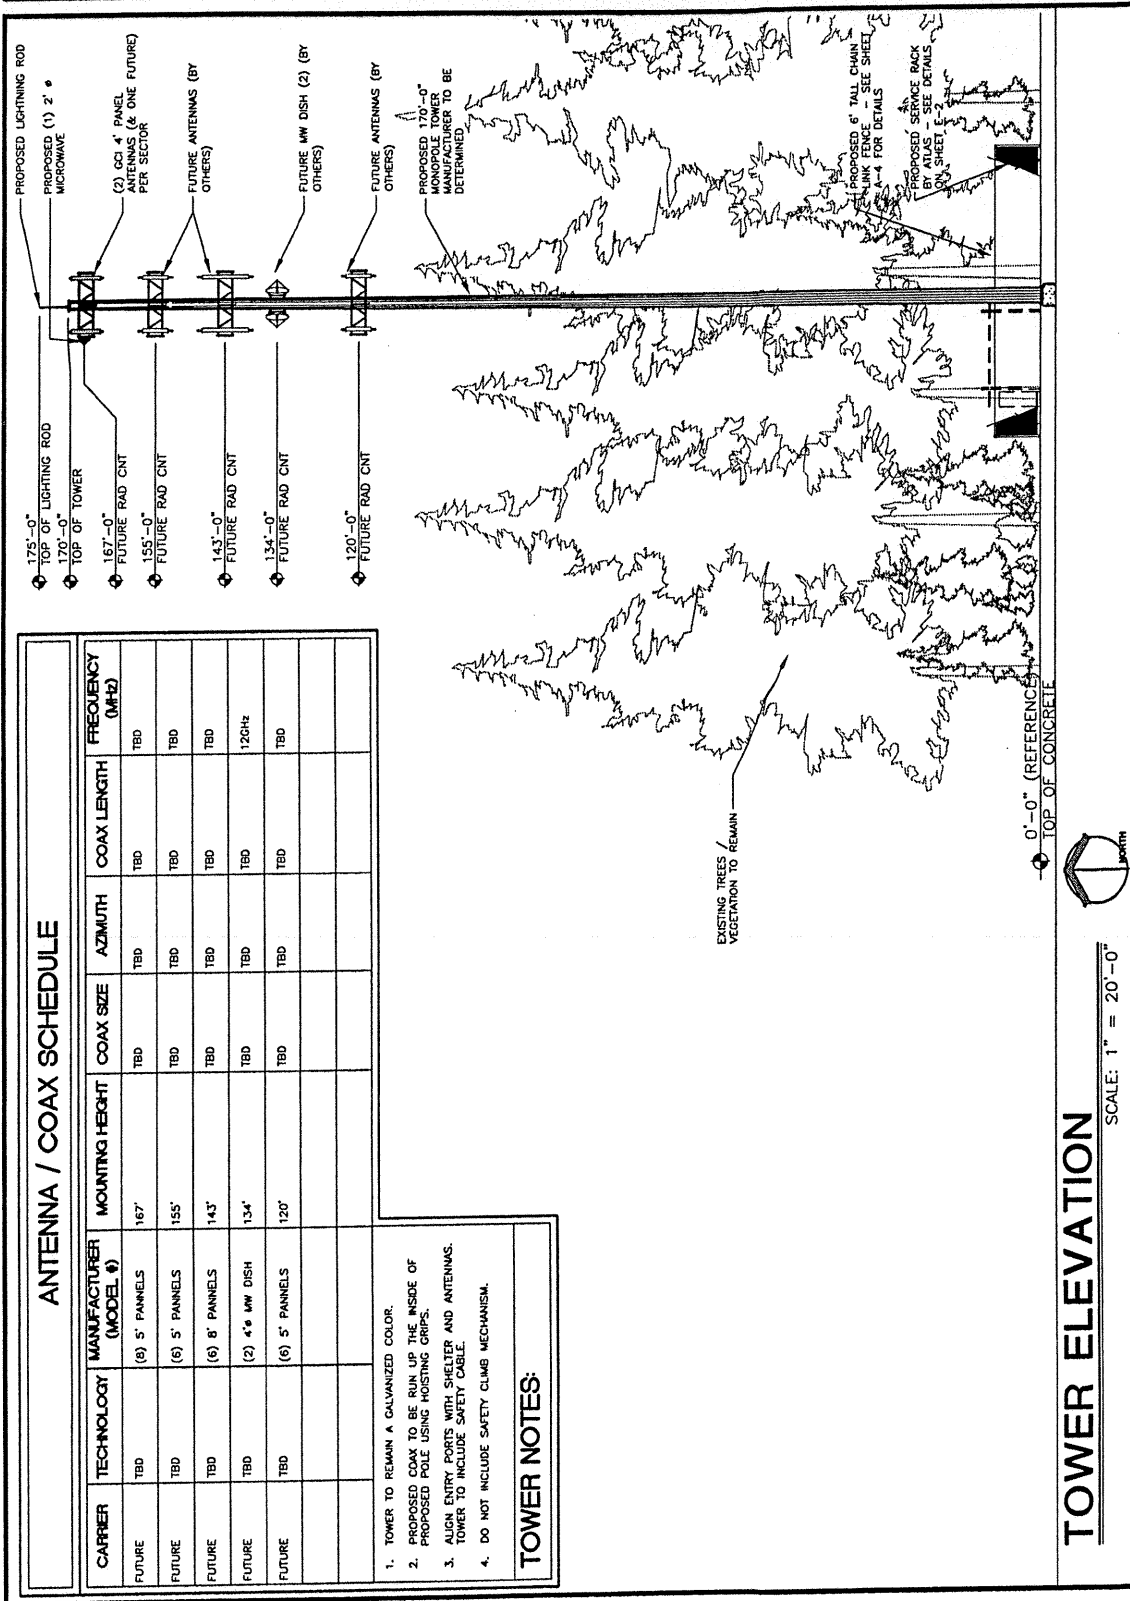 ANTENNA / COAX SCHEDULE
CARRIER TECHNOLOGY MANUFACTURER (MODEL #) MOUNTING HEIGHT COAX SIZE AZIMUTH COAX LENGTH FREQUENCY (MHz)
FUTURE TBD (8) 5' PANNELS 167' TBD TBD TBD TBD
FUTURE TBD (6) 5' PANNELS 155' TBD TBD TBD TBD
FUTURE TBD (6) 8' PANNELS 143' TBD TBD TBD TBD
FUTURE TBD (2) 4'ø MW DISH 134' TBD TBD TBD 12GHz
FUTURE TBD (6) 5' PANNELS 120' TBD TBD TBD TBD
1. TOWER TO REMAIN A GALVANIZED COLOR.
2. PROPOSED COAX TO BE RUN UP THE INSIDE OF
PROPOSED POLE USING HOISTING GRIPS.
3. ALIGN ENTRY PORTS WITH SHELTER AND ANTENNAS.
TOWER TO INCLUDE SAFETY CABLE.
4. DO NOT INCLUDE SAFETY CLIMB MECHANISM.
TOWER NOTES:
175'-0"
TOP OF LIGHTING ROD
170'-0"
TOP OF TOWER
167'-0"
FUTURE RAD CNT
155'-0"
FUTURE RAD CNT
143'-0"
FUTURE RAD CNT
134'-0"
FUTURE RAD CNT
120'-0"
FUTURE RAD CNT
PROPOSED LIGHTNING ROD
PROPOSED (1) 2' ø
MICROWAVE
(2) GCI 4' PANEL
ANTENNAS (& ONE FUTURE)
PER SECTOR
FUTURE ANTENNAS (BY
OTHERS)
FUTURE MW DISH (2) (BY
OTHERS)
FUTURE ANTENNAS (BY
OTHERS)
PROPOSED 170'-0"
MONOPOLE TOWER
MANUFACTURER TO BE
DETERMINED
PROPOSED 6' TALL CHAIN
LINK FENCE - SEE SHEET
A-4 FOR DETAILS
PROPOSED SERVICE RACK
BY ATLAS - SEE DETAILS
ON SHEET E-2
EXISTING TREES /
VEGETATION TO REMAIN
0'-0" (REFERENCE)
TOP OF CONCRETE
TOWER ELEVATION
SCALE: 1" = 20'-0"
NORTH